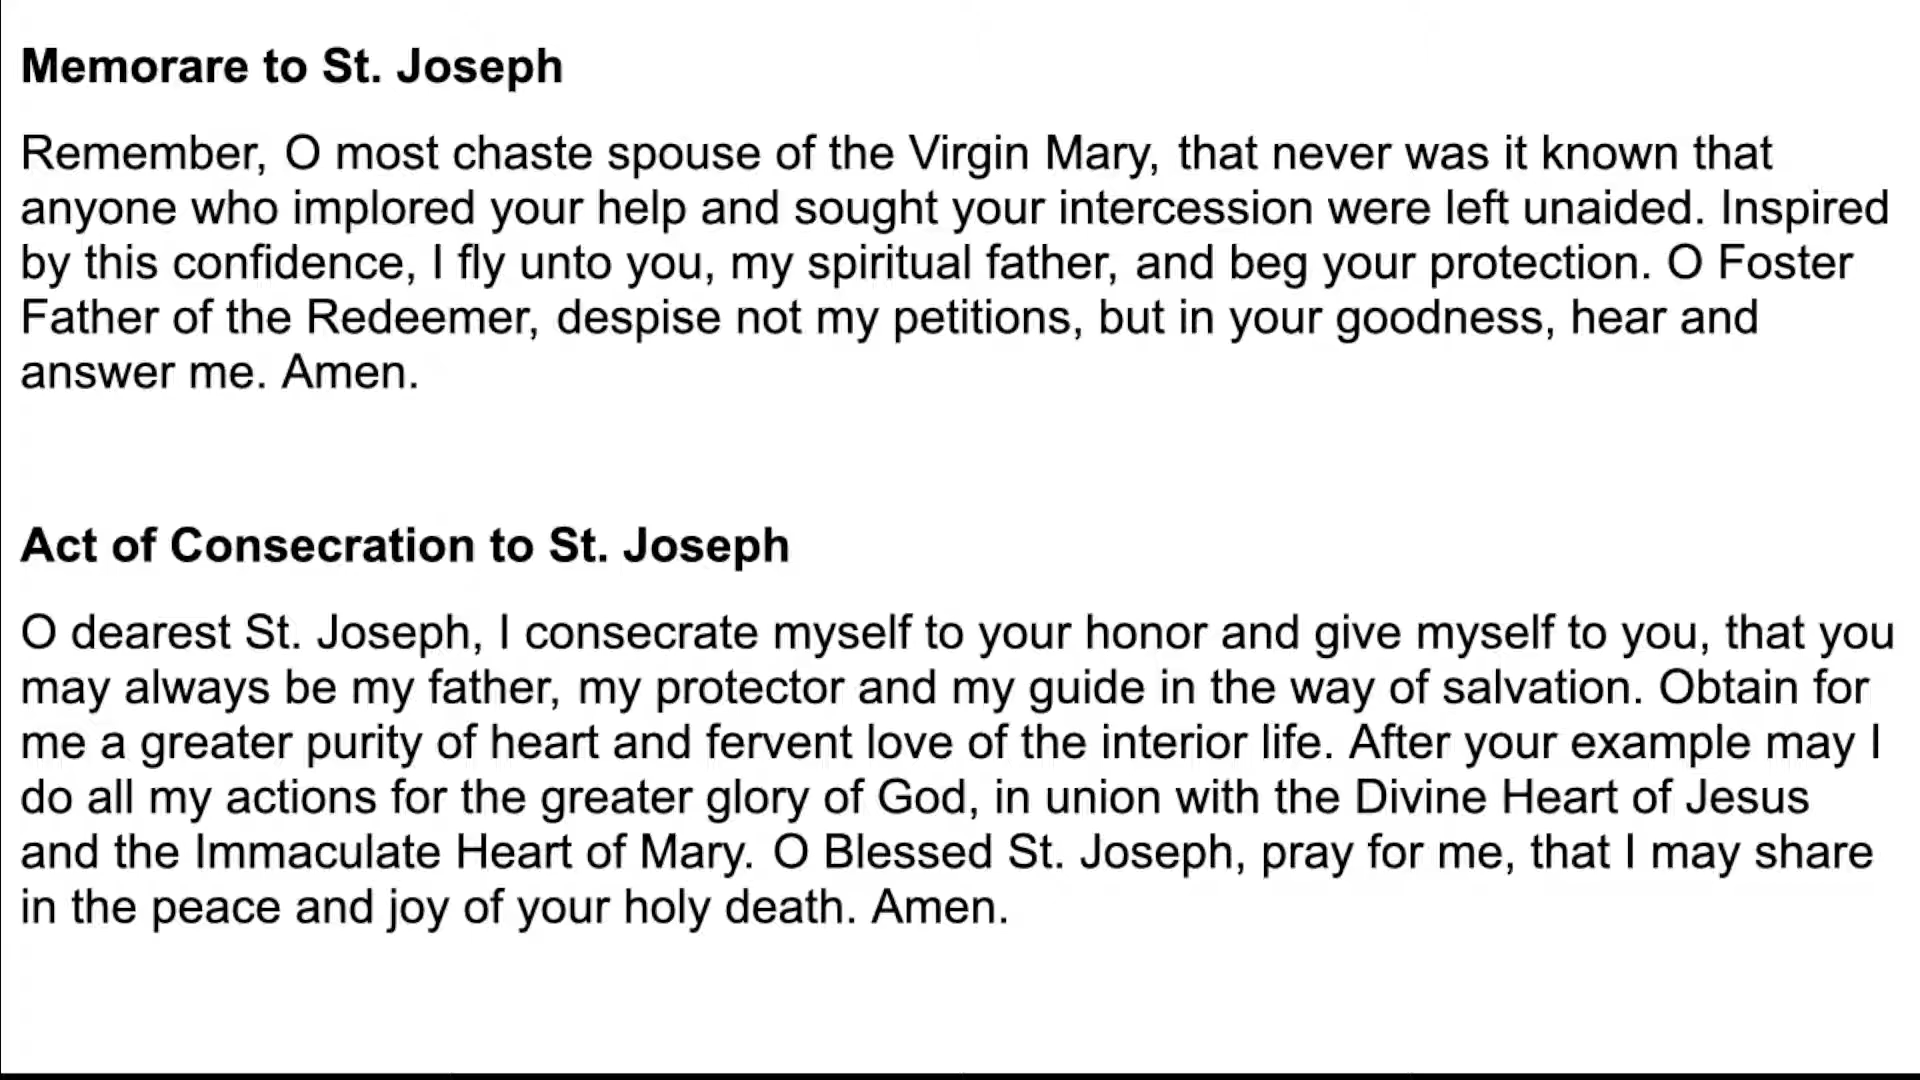 Memorare to St. Joseph
Remember, O most chaste spouse of the Virgin Mary, that never was it known that
anyone who implored your help and sought your intercession were left unaided. Inspired
by this confidence, I fly unto you, my spiritual father, and beg your protection. O Foster
Father of the Redeemer, despise not my petitions, but in your goodness, hear and
answer me. Amen.
Act of Consecration to St. Joseph
O dearest St. Joseph, I consecrate myself to your honor and give myself to you, that you
may always be my father, my protector and my guide in the way of salvation. Obtain for
me a greater purity of heart and fervent love of the interior life. After your example may I
do all my actions for the greater glory of God, in union with the Divine Heart of Jesus
and the Immaculate Heart of Mary. O Blessed St. Joseph, pray for me, that I may share
in the peace and joy of your holy death. Amen.